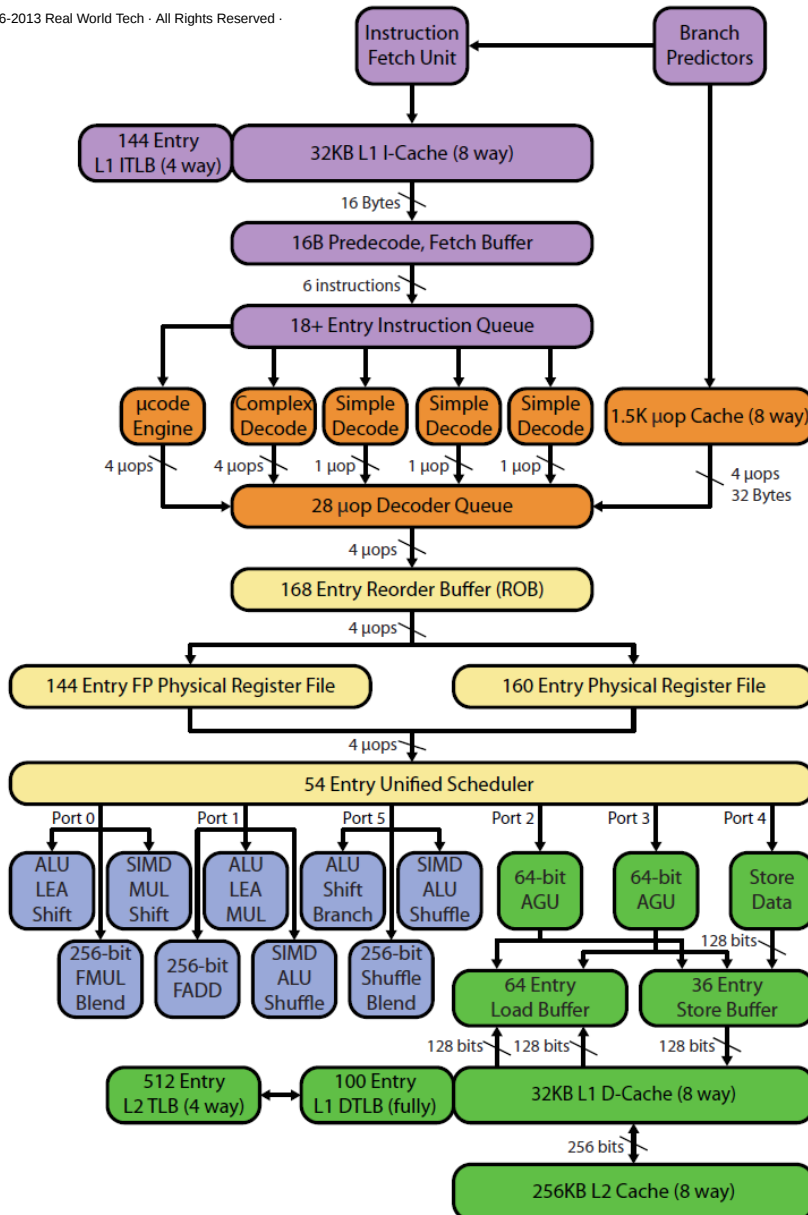 6-2013 Real World Tech · All Rights Reserved ·
Instruction
Fetch Unit
Branch
Predictors
144 Entry
L1 ITLB (4 way)
32KB L1 I-Cache (8 way)
16 Bytes
16B Predecode, Fetch Buffer
6 instructions
18+ Entry Instruction Queue
µcode
Engine
Complex
Decode
Simple
Decode
Simple
Decode
Simple
Decode
1.5K µop Cache (8 way)
4 µops
4 µops
1 µop
1 µop
1 µop
4 µops
32 Bytes
28 µop Decoder Queue
4 µops
168 Entry Reorder Buffer (ROB)
4 µops
144 Entry FP Physical Register File
160 Entry Physical Register File
4 µops
54 Entry Unified Scheduler
Port 0
Port 1
Port 5
Port 2
Port 3
Port 4
ALU
LEA
Shift
SIMD
MUL
Shift
ALU
LEA
MUL
ALU
Shift
Branch
SIMD
ALU
Shuffle
64-bit
AGU
64-bit
AGU
Store
Data
256-bit
FMUL
Blend
256-bit
FADD
SIMD
ALU
Shuffle
256-bit
Shuffle
Blend
128 bits
64 Entry
Load Buffer
36 Entry
Store Buffer
128 bits
128 bits
128 bits
512 Entry
L2 TLB (4 way)
100 Entry
L1 DTLB (fully)
32KB L1 D-Cache (8 way)
256 bits
256KB L2 Cache (8 way)